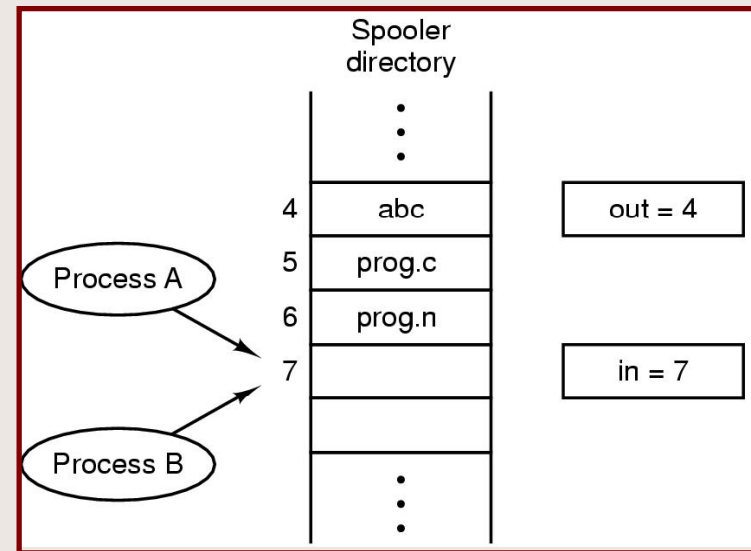 Spooler
directory
4 abc out = 4
5 prog.c
Process A
6 prog.n
7 in = 7
Process B